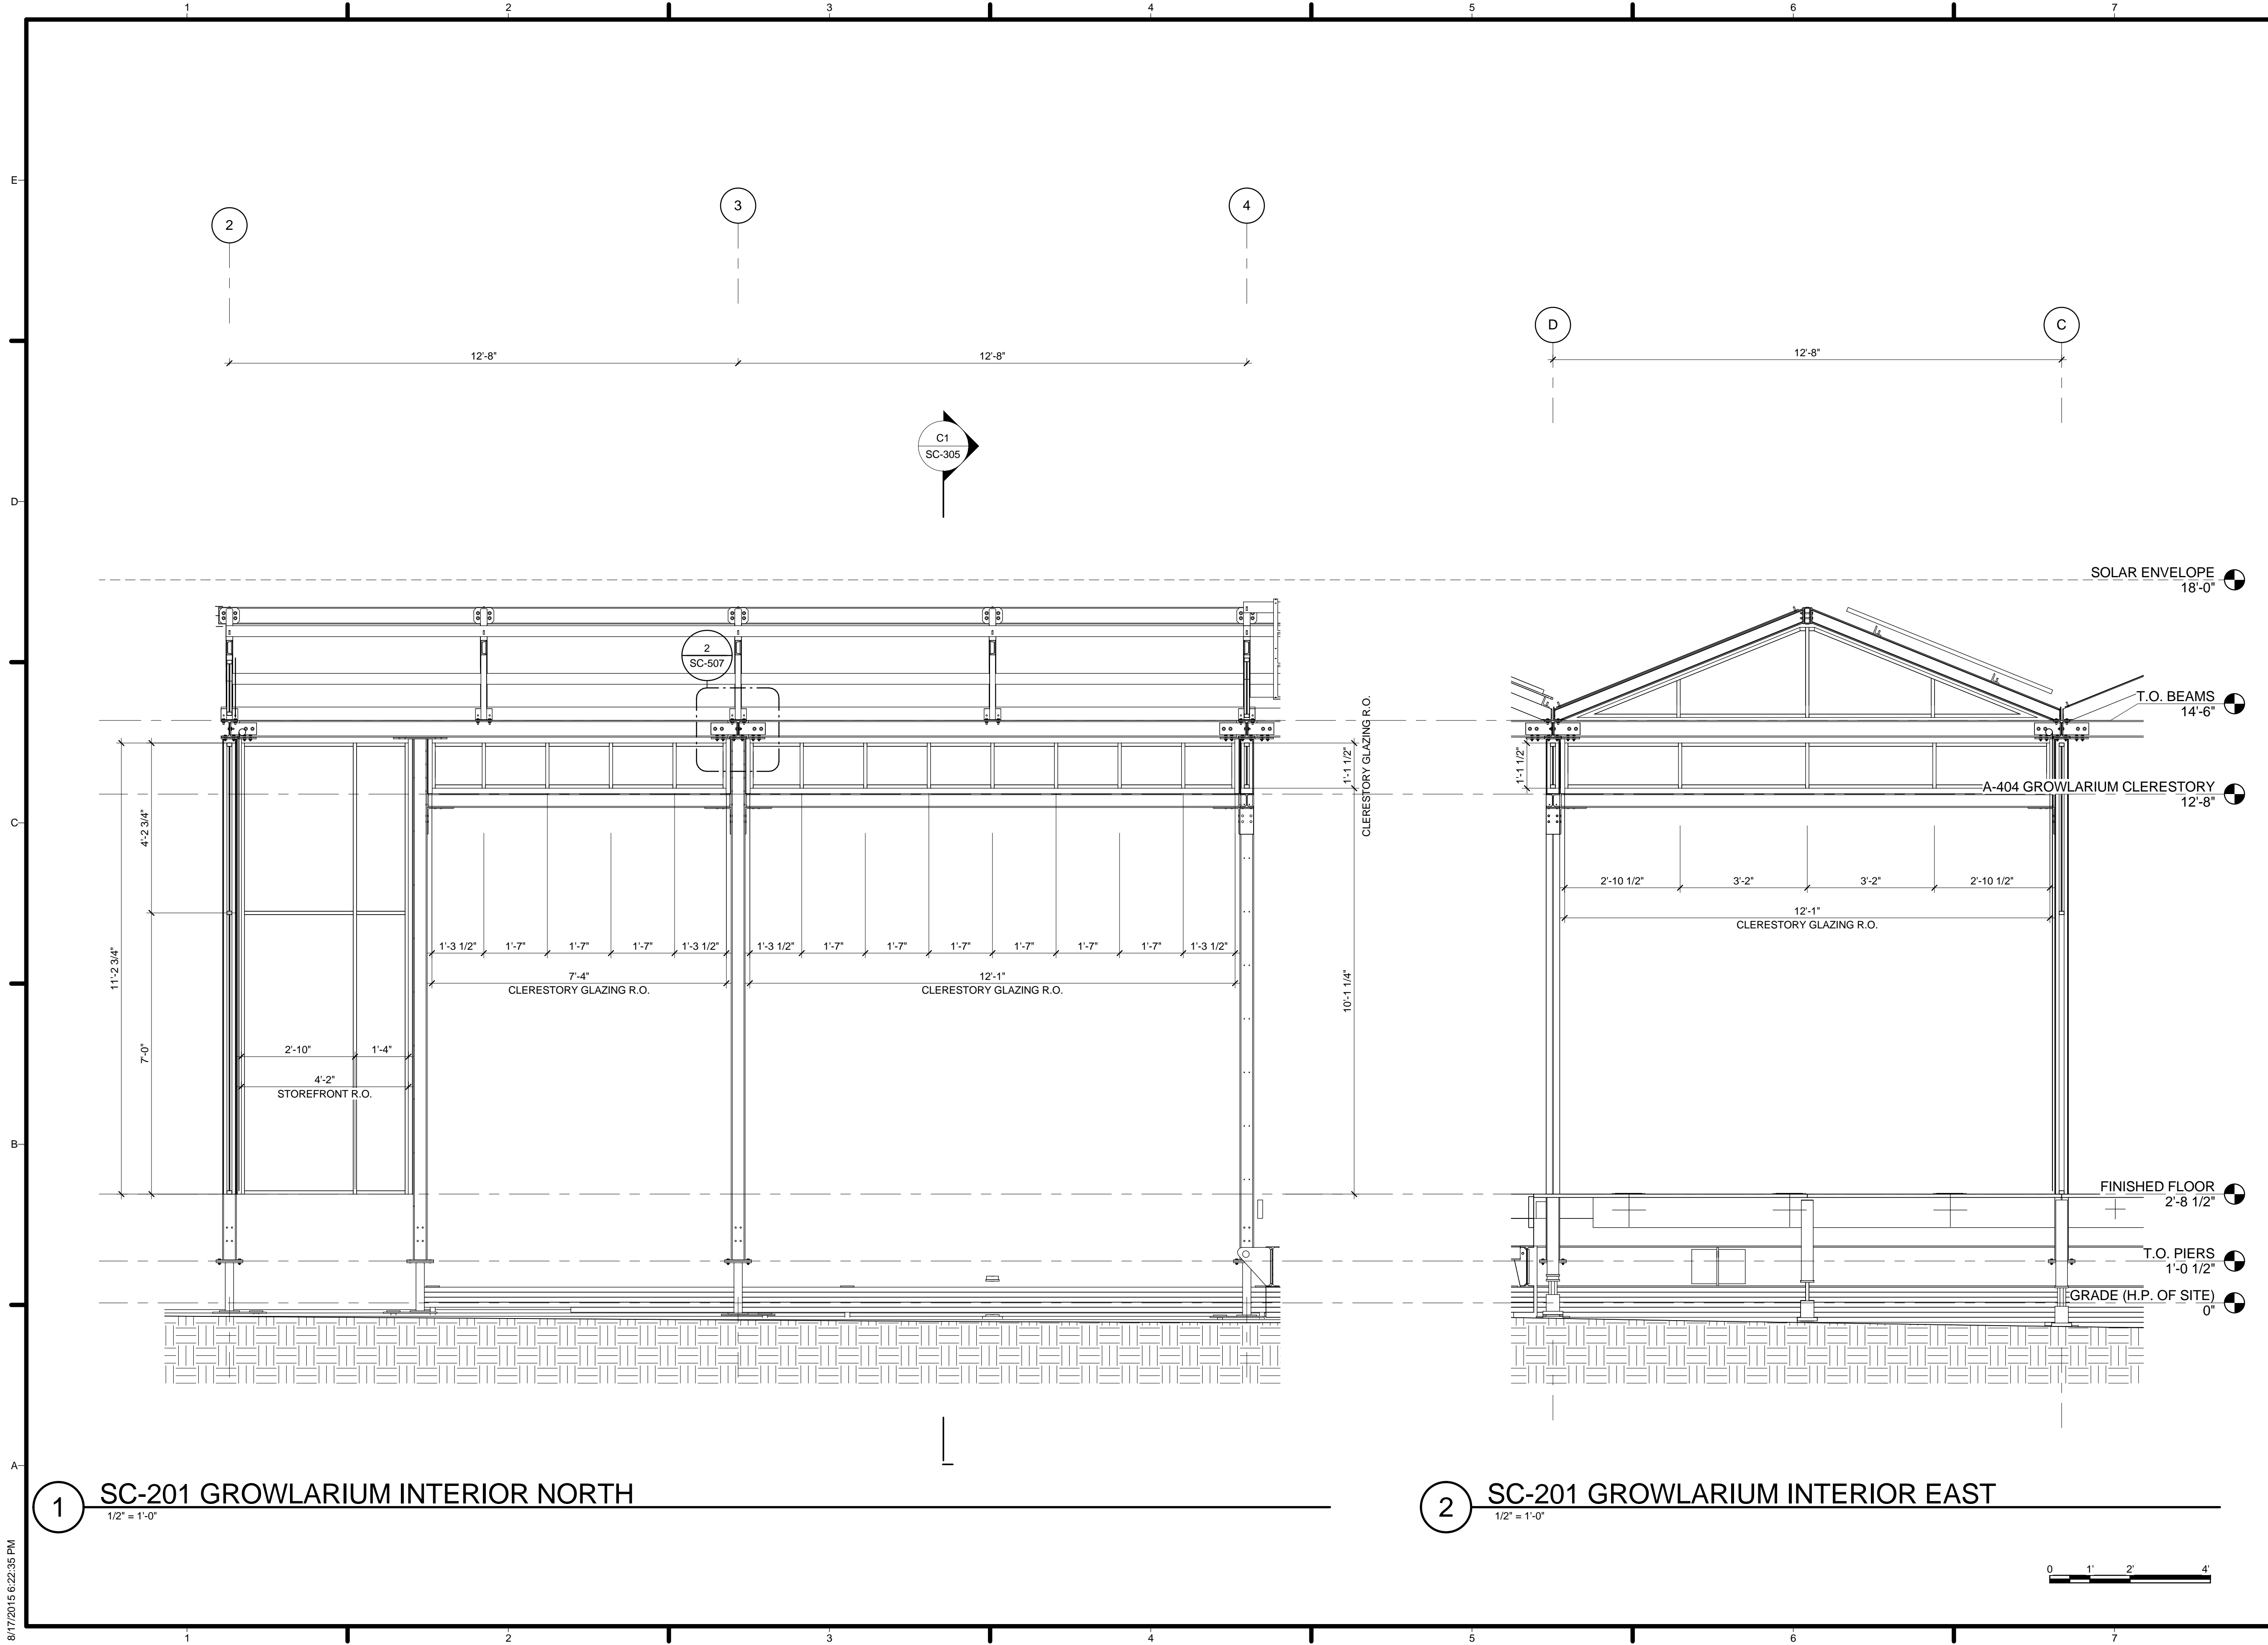 1 2 3 4 5 6 7
E
2 3 4
D C
12'-8" 12'-8"
12'-8"
C1
SC-305
D
SOLAR ENVELOPE
18'-0"
2
SC-507
T.O. BEAMS
14'-6"
1'-1 1/2"
CLERESTORY GLAZING R.O.
1'-1 1/2"
A-404 GROWLARIUM CLERESTORY
12'-8"
C
4'-2 3/4"
2'-10 1/2" 3'-2" 3'-2" 2'-10 1/2"
12'-1"
CLERESTORY GLAZING R.O.
1'-3 1/2" 1'-7" 1'-7" 1'-7" 1'-3 1/2" 1'-3 1/2" 1'-7" 1'-7" 1'-7" 1'-7" 1'-7" 1'-7" 1'-3 1/2"
11'-2 3/4"
7'-4"
CLERESTORY GLAZING R.O.
12'-1"
CLERESTORY GLAZING R.O.
10'-1 1/4"
7'-0"
2'-10" 1'-4"
4'-2"
STOREFRONT R.O.
B
FINISHED FLOOR
2'-8 1/2"
T.O. PIERS
1'-0 1/2"
GRADE (H.P. OF SITE)
0"
A
1 SC-201 GROWLARIUM INTERIOR NORTH
1/2" = 1'-0"
2 SC-201 GROWLARIUM INTERIOR EAST
1/2" = 1'-0"
0 1' 2' 4'
8/17/2015 6:22:35 PM
1 2 3 4 5 6 7